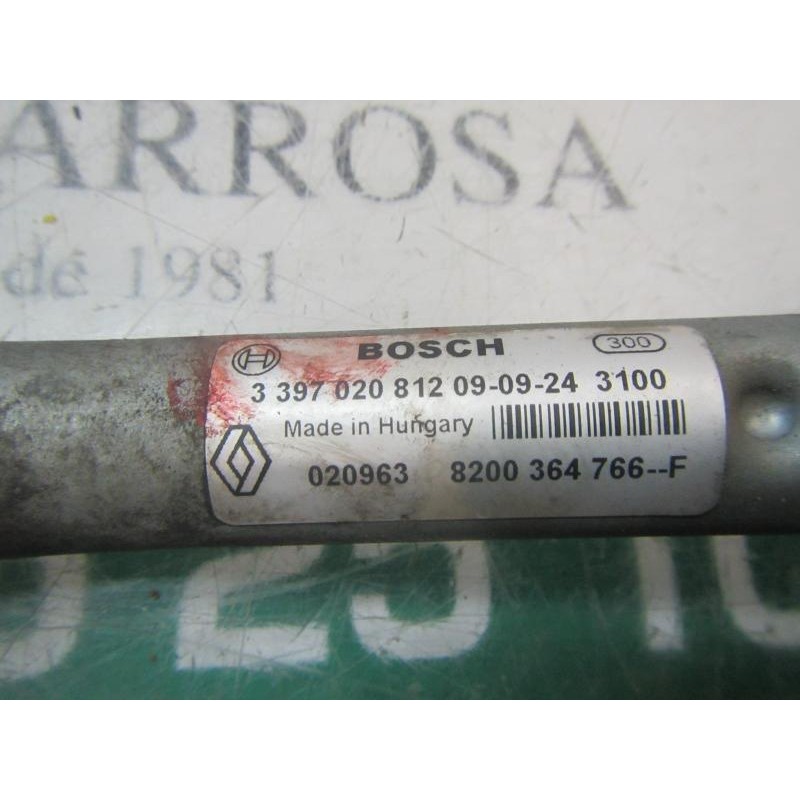 ARROSA
de 1981
BOSCH 300
3 397 020 812 09-09-24 3100
Made in Hungary
020963 8200 364 766--F